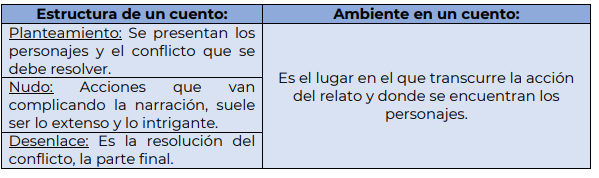 Estructura de un cuento:
Planteamiento: Se presentan los
personajes y el conflicto que se
debe resolver.
Nudo: Acciones que van
complicando la narración, suele
ser lo extenso y lo intrigante.
Desenlace: Es la resolución del
conflicto, la parte final.
Ambiente en un cuento:
Es el lugar en el que transcurre la acción
del relato y donde se encuentran los
personajes.